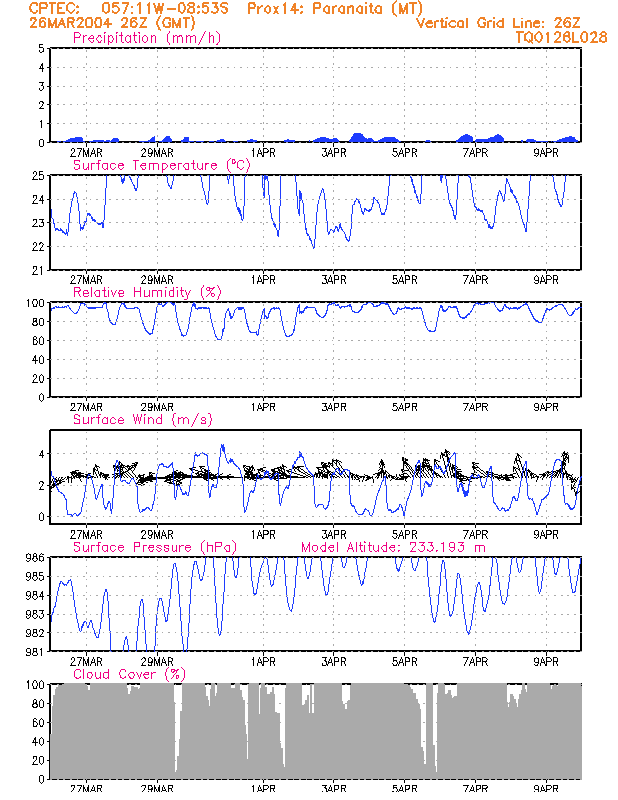 CPTEC: 057:11W-08:53S Prox14: Paranaita (MT)
26MAR2004 26Z (GMT) Vertical Grid Line: 26Z
Precipitation (mm/h) TQ0126L028
5
4
3
2
1
0
27MAR 29MAR 1APR 3APR 5APR 7APR 9APR
Surface Temperature (°C)
25
24
23
22
21
27MAR 29MAR 1APR 3APR 5APR 7APR 9APR
Relative Humidity (%)
100
80
60
40
20
0
27MAR 29MAR 1APR 3APR 5APR 7APR 9APR
Surface Wind (m/s)
4
2
0
27MAR 29MAR 1APR 3APR 5APR 7APR 9APR
Surface Pressure (hPa) Model Altitude: 233.193 m
986
985
984
983
982
981
27MAR 29MAR 1APR 3APR 5APR 7APR 9APR
Cloud Cover (%)
100
80
60
40
20
0
27MAR 29MAR 1APR 3APR 5APR 7APR 9APR